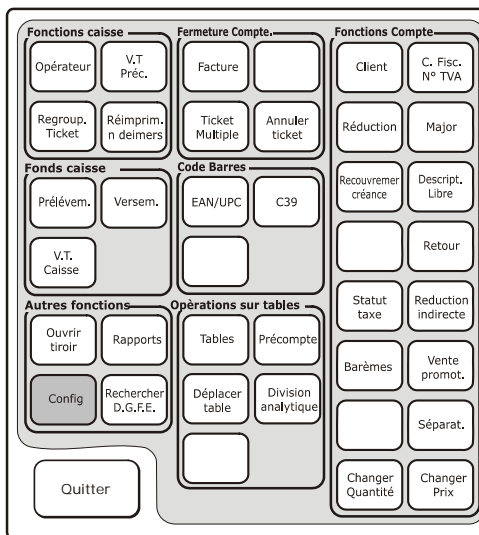 Fonctions caisse
Opérateur
V.T
Préc.
Regroup.
Ticket
Réimprim.
n deimers
Fonds caisse
Prélévem.
Versem.
V.T.
Caisse
Autres fonctions
Ouvrir
tiroir
Rapports
Config
Rechercher
D.G.F.E.
Quitter
Fermeture Compte.
Facture
Ticket
Multiple
Annuler
ticket
Code Barres
EAN/UPC
C39
Opèrations sur tables
Tables
Précompte
Déplacer
table
Division
analytique
Fonctions Compte
Client
C. Fisc.
N° TVA
Réduction
Major
Recouvremer
créance
Descript.
Libre
Retour
Statut
taxe
Reduction
indirecte
Barèmes
Vente
promot.
Séparat.
Changer
Quantité
Changer
Prix